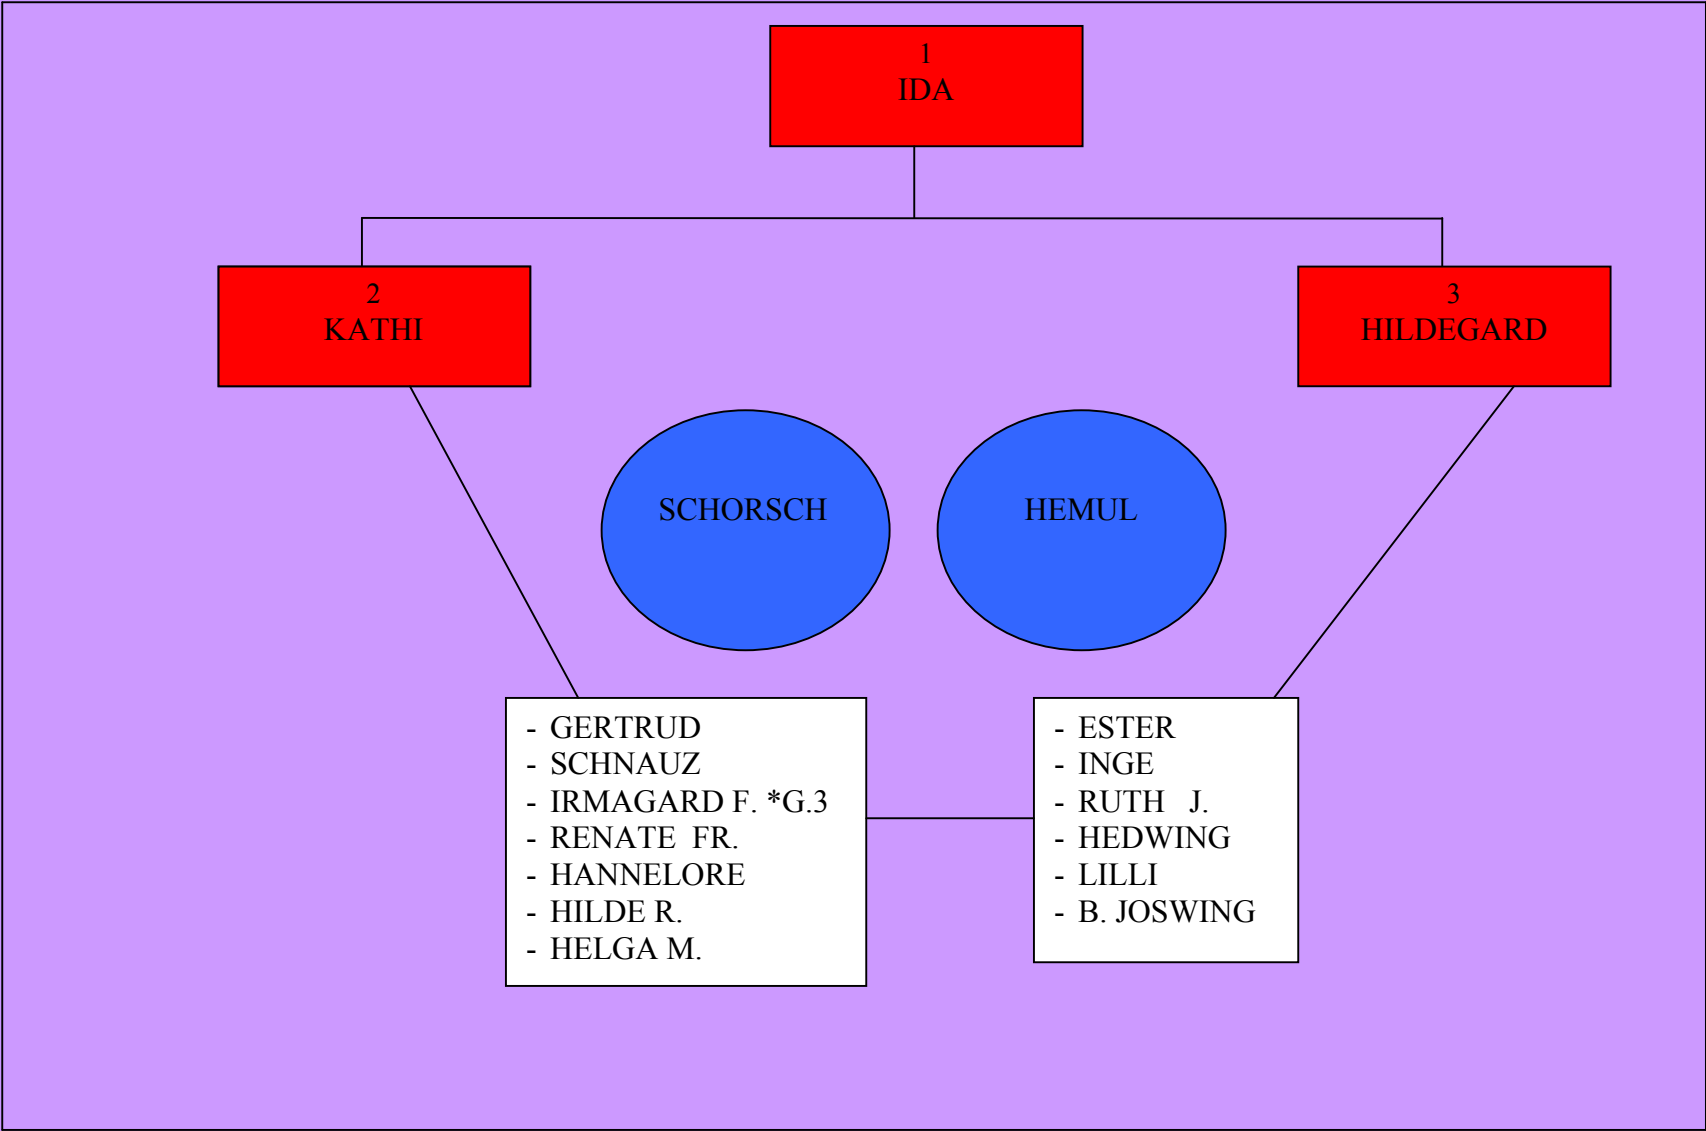 1
IDA
2
KATHI
3
HILDEGARD
SCHORSCH
HEMUL
- GERTRUD
- SCHNAUZ
- IRMAGARD F. *G.3
- RENATE  FR.
- HANNELORE
- HILDE R.
- HELGA M.
- ESTER
- INGE
- RUTH   J.
- HEDWING
- LILLI
- B. JOSWING